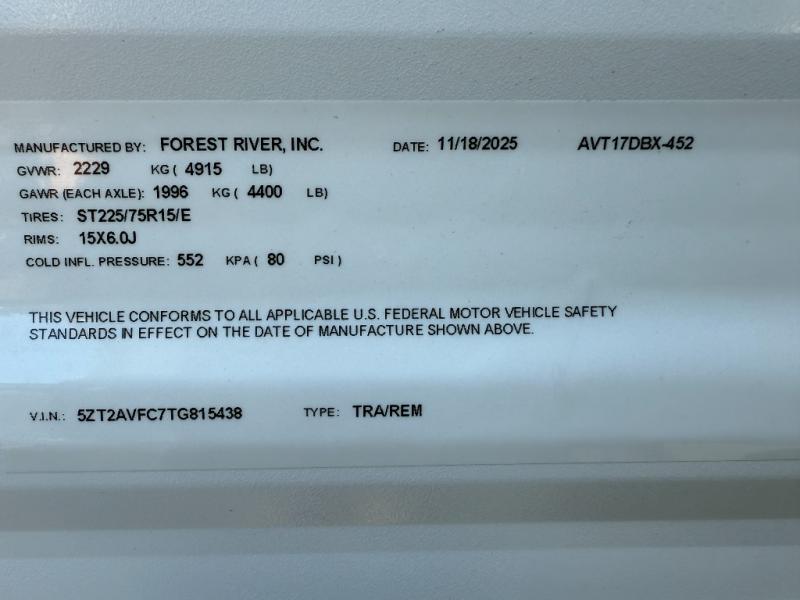 MANUFACTURED BY: FOREST RIVER, INC. DATE: 11/18/2025 AVT17DBX-452
GVWR: 2229 KG ( 4915 LB)
GAWR (EACH AXLE): 1996 KG ( 4400 LB)
TIRES: ST225/75R15/E
RIMS: 15X6.0J
COLD INFL. PRESSURE: 552 KPA ( 80 PSI )
THIS VEHICLE CONFORMS TO ALL APPLICABLE U.S. FEDERAL MOTOR VEHICLE SAFETY
STANDARDS IN EFFECT ON THE DATE OF MANUFACTURE SHOWN ABOVE.
V.I.N.: 5ZT2AVFC7TG815438 TYPE: TRA/REM